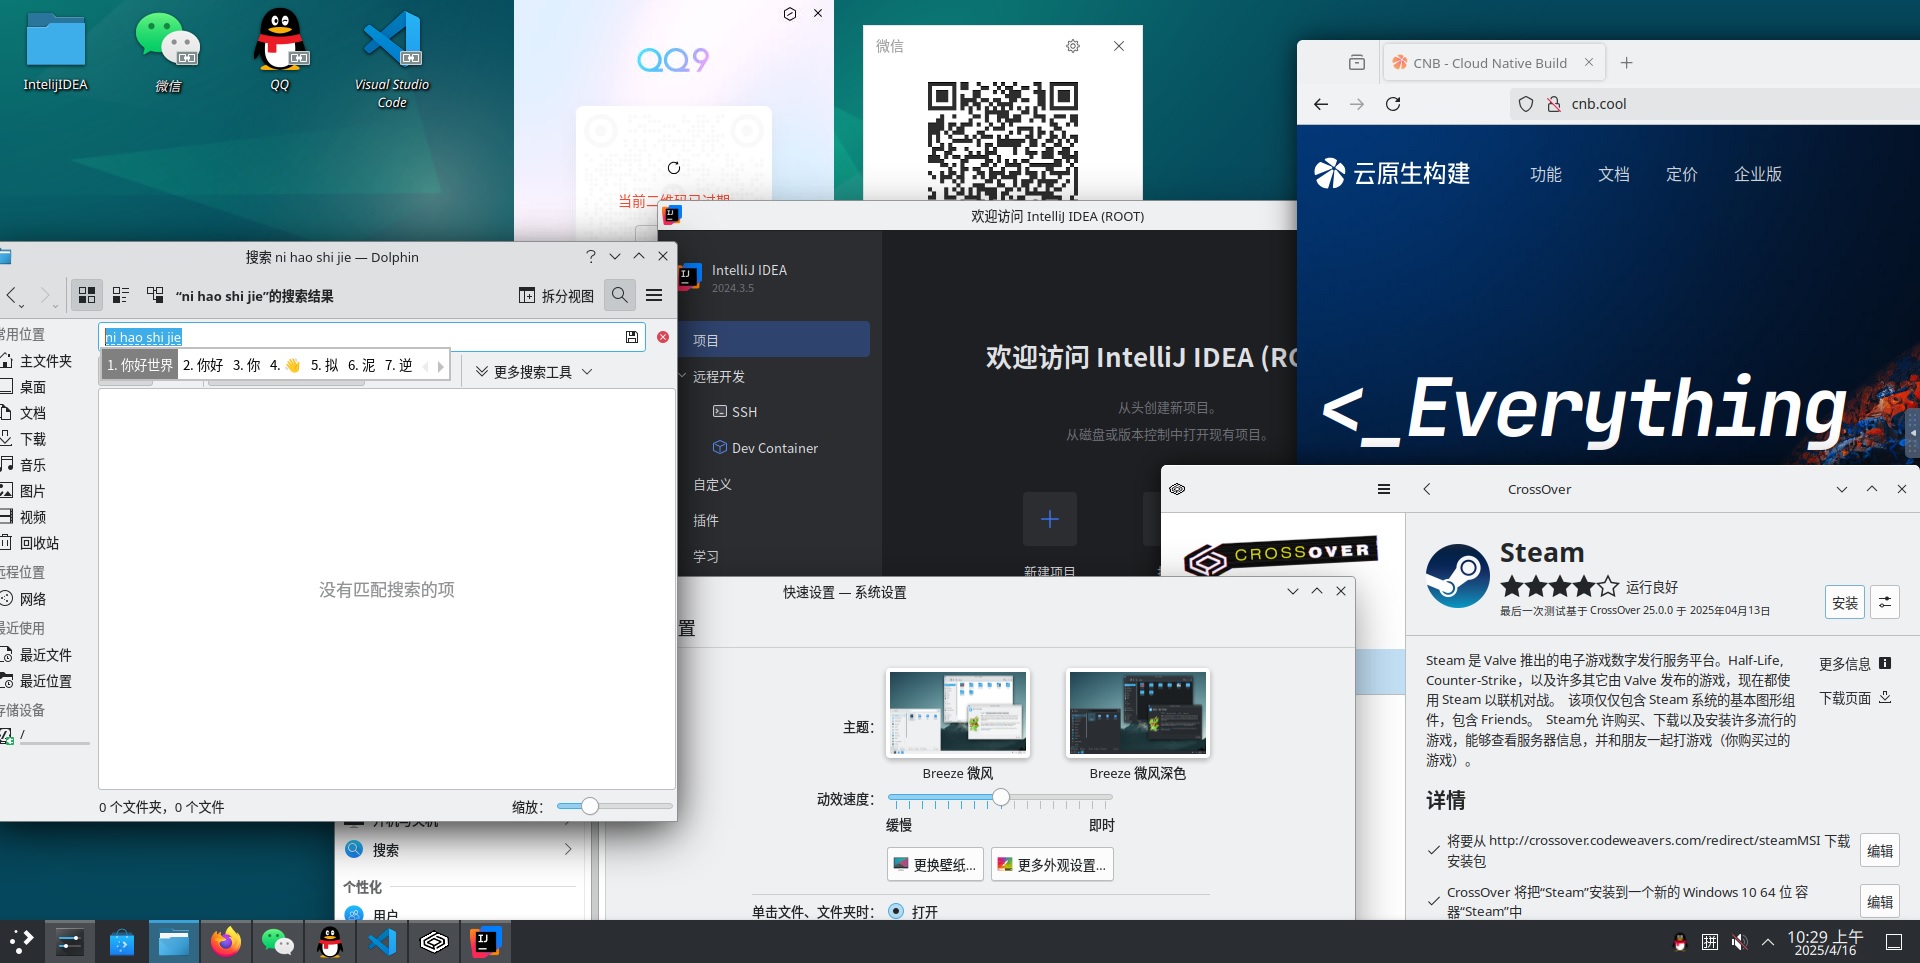 IntelijIDEA
微信
QQ
Visual Studio
Code
QQ9
当前二维码已过期
微信
CNB - Cloud Native Build
cnb.cool
云原生构建
功能
文档
定价
企业版
<_Everything
欢迎访问 IntelliJ IDEA (ROOT)
IntelliJ IDEA
2024.3.5
项目
远程开发
SSH
Dev Container
自定义
插件
学习
欢迎访问 IntelliJ IDEA (RO
从头创建新项目。
从磁盘或版本控制中打开现有项目。
新建项目
搜索 ni hao shi jie — Dolphin
“ni hao shi jie”的搜索结果
拆分视图
ni hao shi jie
1. 你好世界 2. 你好 3. 你 4. 👋 5. 拟 6. 泥 7. 逆
更多搜索工具
常用位置
主文件夹
桌面
文档
下载
音乐
图片
视频
回收站
远程位置
网络
最近使用
最近文件
最近位置
存储设备
/
没有匹配搜索的项
0 个文件夹，0 个文件
缩放：
快速设置 — 系统设置
置
主题：
Breeze 微风
Breeze 微风深色
动效速度：
缓慢
即时
更换壁纸...
更多外观设置...
单击文件、文件夹时：
打开
搜索
个性化
用户
CrossOver
CROSSOVER
Steam
运行良好
最后一次测试基于 CrossOver 25.0.0 于 2025年04月13日
安装
Steam 是 Valve 推出的电子游戏数字发行服务平台。Half-Life,
Counter-Strike，以及许多其它由 Valve 发布的游戏，现在都使
用 Steam 以联机对战。 该项仅仅包含 Steam 系统的基本图形组
件，包含 Friends。 Steam允 许购买、下载以及安装许多流行的
游戏，能够查看服务器信息，并和朋友一起打游戏（你购买过的
游戏）。
更多信息
下载页面
详情
将要从 http://crossover.codeweavers.com/redirect/steamMSI 下载
安装包
编辑
CrossOver 将把“Steam”安装到一个新的 Windows 10 64 位 容
器“Steam”中
编辑
拼
10:29 上午
2025/4/16